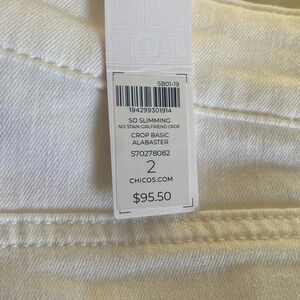 SB01-19
194299301914
SO SLIMMING
NO STAIN GIRLFRIEND CROP
CROP BASIC
ALABASTER
570278082
2
CHICOS.COM
$95.50